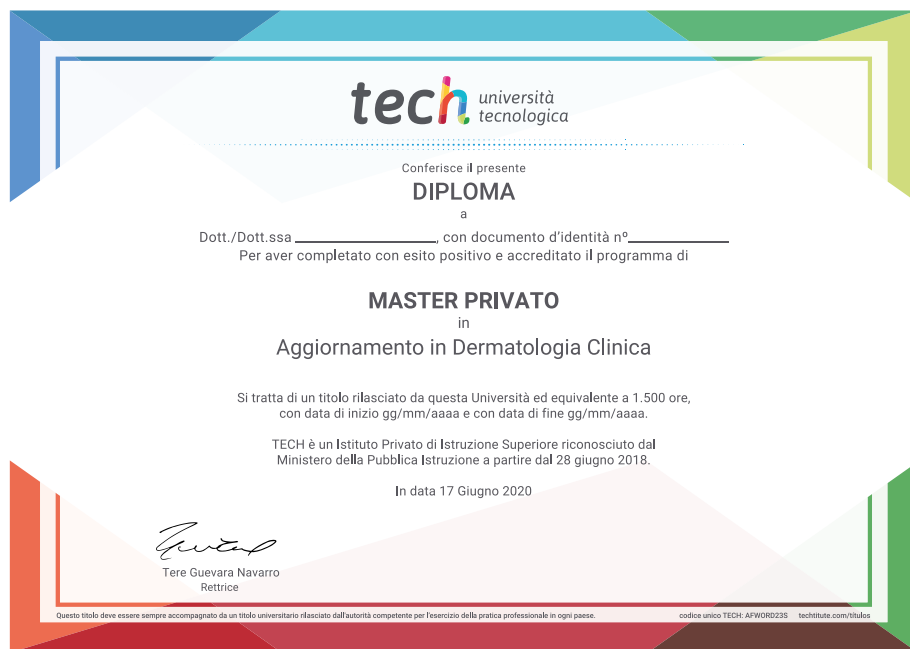 tech università
tecnologica
Conferisce il presente
DIPLOMA
a
Dott./Dott.ssa ________________, con documento d'identità nº____________
Per aver completato con esito positivo e accreditato il programma di
MASTER PRIVATO
in
Aggiornamento in Dermatologia Clinica
Si tratta di un titolo rilasciato da questa Università ed equivalente a 1.500 ore,
con data di inizio gg/mm/aaaa e con data di fine gg/mm/aaaa.
TECH è un Istituto Privato di Istruzione Superiore riconosciuto dal
Ministero della Pubblica Istruzione a partire dal 28 giugno 2018.
In data 17 Giugno 2020
Tere Guevara Navarro
Rettrice
Questo titolo deve essere sempre accompagnato da un titolo universitario rilasciato dall'autorità competente per l'esercizio della pratica professionale in ogni paese. codice unico TECH: AFWORD23S techtitute.com/titulos